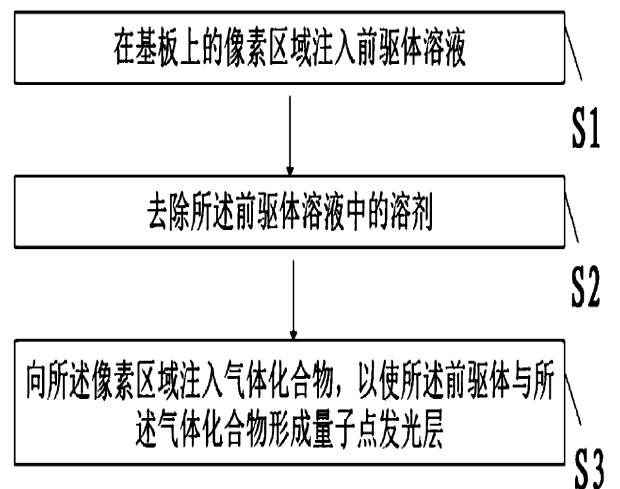 在基板上的像素区域注入前驱体溶液
S1
去除所述前驱体溶液中的溶剂
S2
向所述像素区域注入气体化合物，以使所述前驱体与所
述气体化合物形成量子点发光层
S3